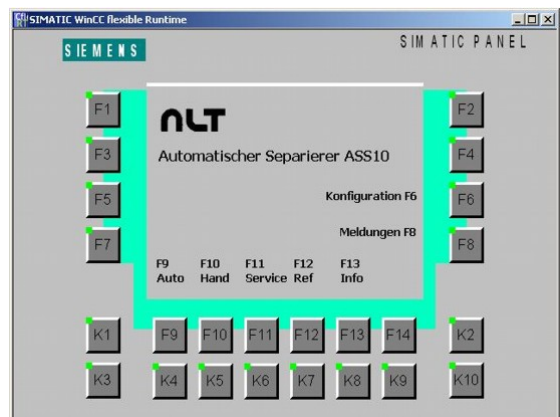 SIMATIC WinCC flexible Runtime
SIEMENS
SIMATIC PANEL
F1
F2
NLT
F3
Automatischer Separierer ASS10
F4
F5
Konfiguration F6
F6
F7
Meldungen F8
F8
F9 F10 F11 F12 F13
Auto Hand Service Ref Info
K1 F9 F10 F11 F12 F13 F14 K2
K3 K4 K5 K6 K7 K8 K9 K10